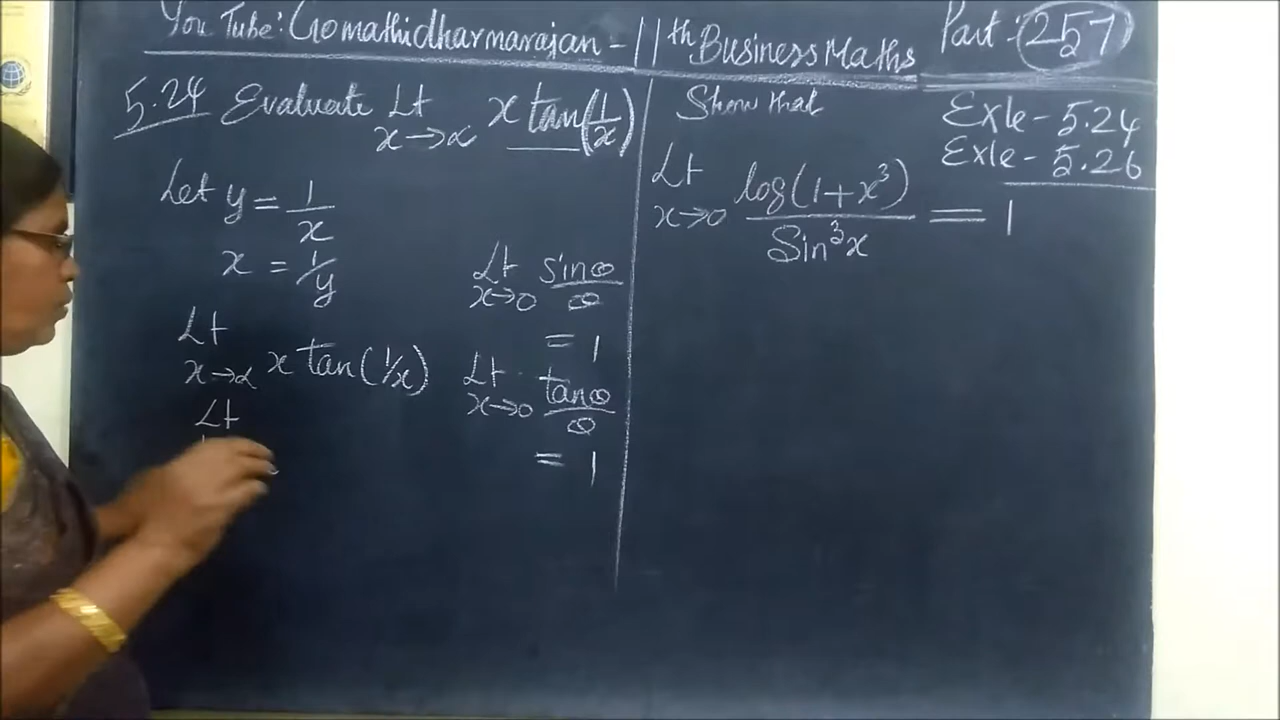 You Tube: Gomathidharmarajan - 11th Business Maths Part: 257
5.24 Evaluate Lt x→∝ x tan(1/x)
Let y = 1/x
x = 1/y
Lt x→∝ x tan(1/x)
Lt
Lt x→0 sinθ/θ
= 1
Lt x→0 tanθ/θ
= 1
Show that
Exle - 5.24
Exle - 5.26
Lt x→0 log(1+x³)/Sin³x = 1